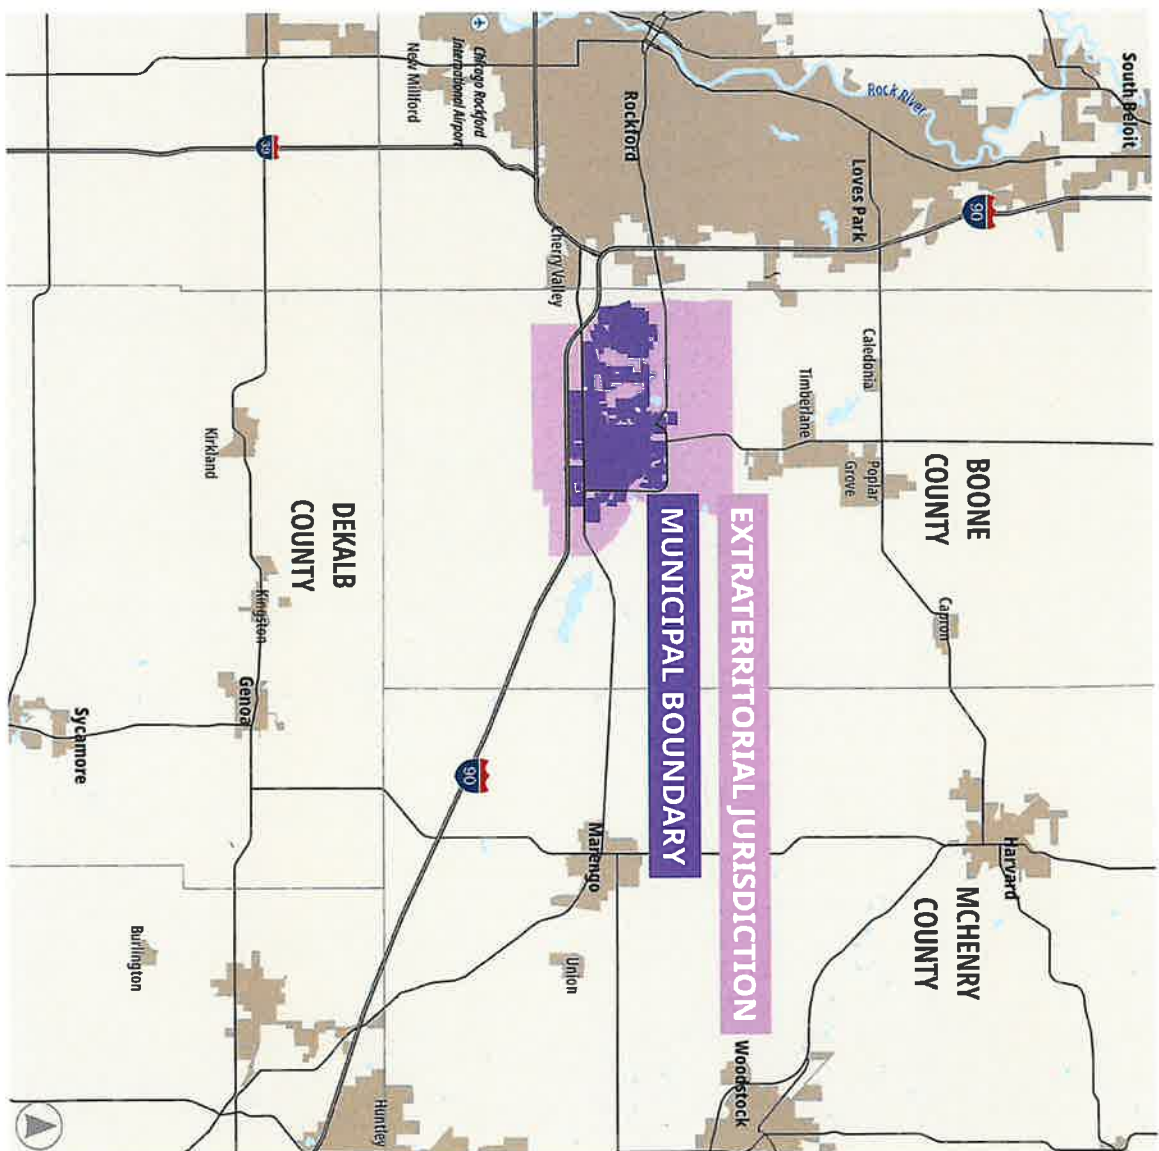 South Beloit
Harvard
90
BOONE
COUNTY
MCHENRY
COUNTY
Capron
Rock River
Loves Park
Caledonia
Poplar
Grove
Timberlane
EXTRATERRITORIAL JURISDICTION
Woodstock
MUNICIPAL BOUNDARY
Rockford
Marengo
Union
Cherry Valley
Chicago Rockford
International Airport
90
New Millford
Huntley
DEKALB
COUNTY
39
Kingston
Genoa
Kirkland
Burlington
Sycamore